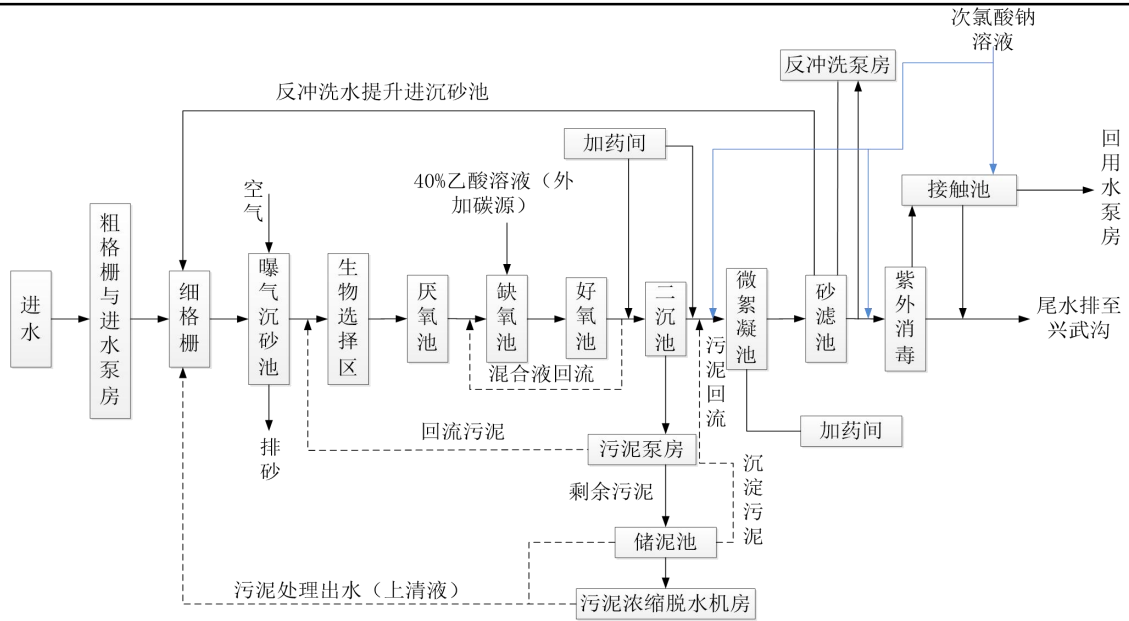 次氯酸钠
溶液
反冲洗泵房
反冲洗水提升进沉砂池
加药间
40%乙酸溶液（外
加碳源）
空气
回用水泵房
接触池
粗格栅与进水泵房
进水
细格栅
曝气沉砂池
生物选择区
厌氧池
缺氧池
好氧池
二沉池
微絮凝池
砂滤池
紫外消毒
尾水排至
兴武沟
混合液回流
污泥回流
回流污泥
排砂
加药间
污泥泵房
沉淀污泥
剩余污泥
储泥池
污泥处理出水（上清液）
污泥浓缩脱水机房